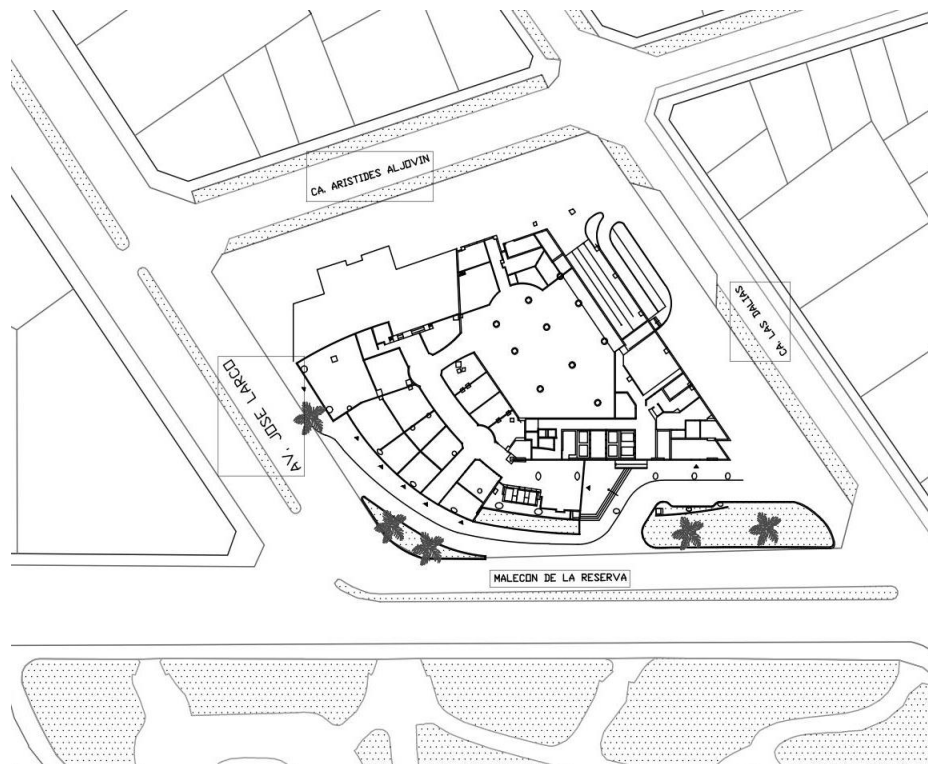 CA. ARISTIDES ALJOVIN
CA. LAS DALIAS
AV. JOSE LARCO
MALECON DE LA RESERVA